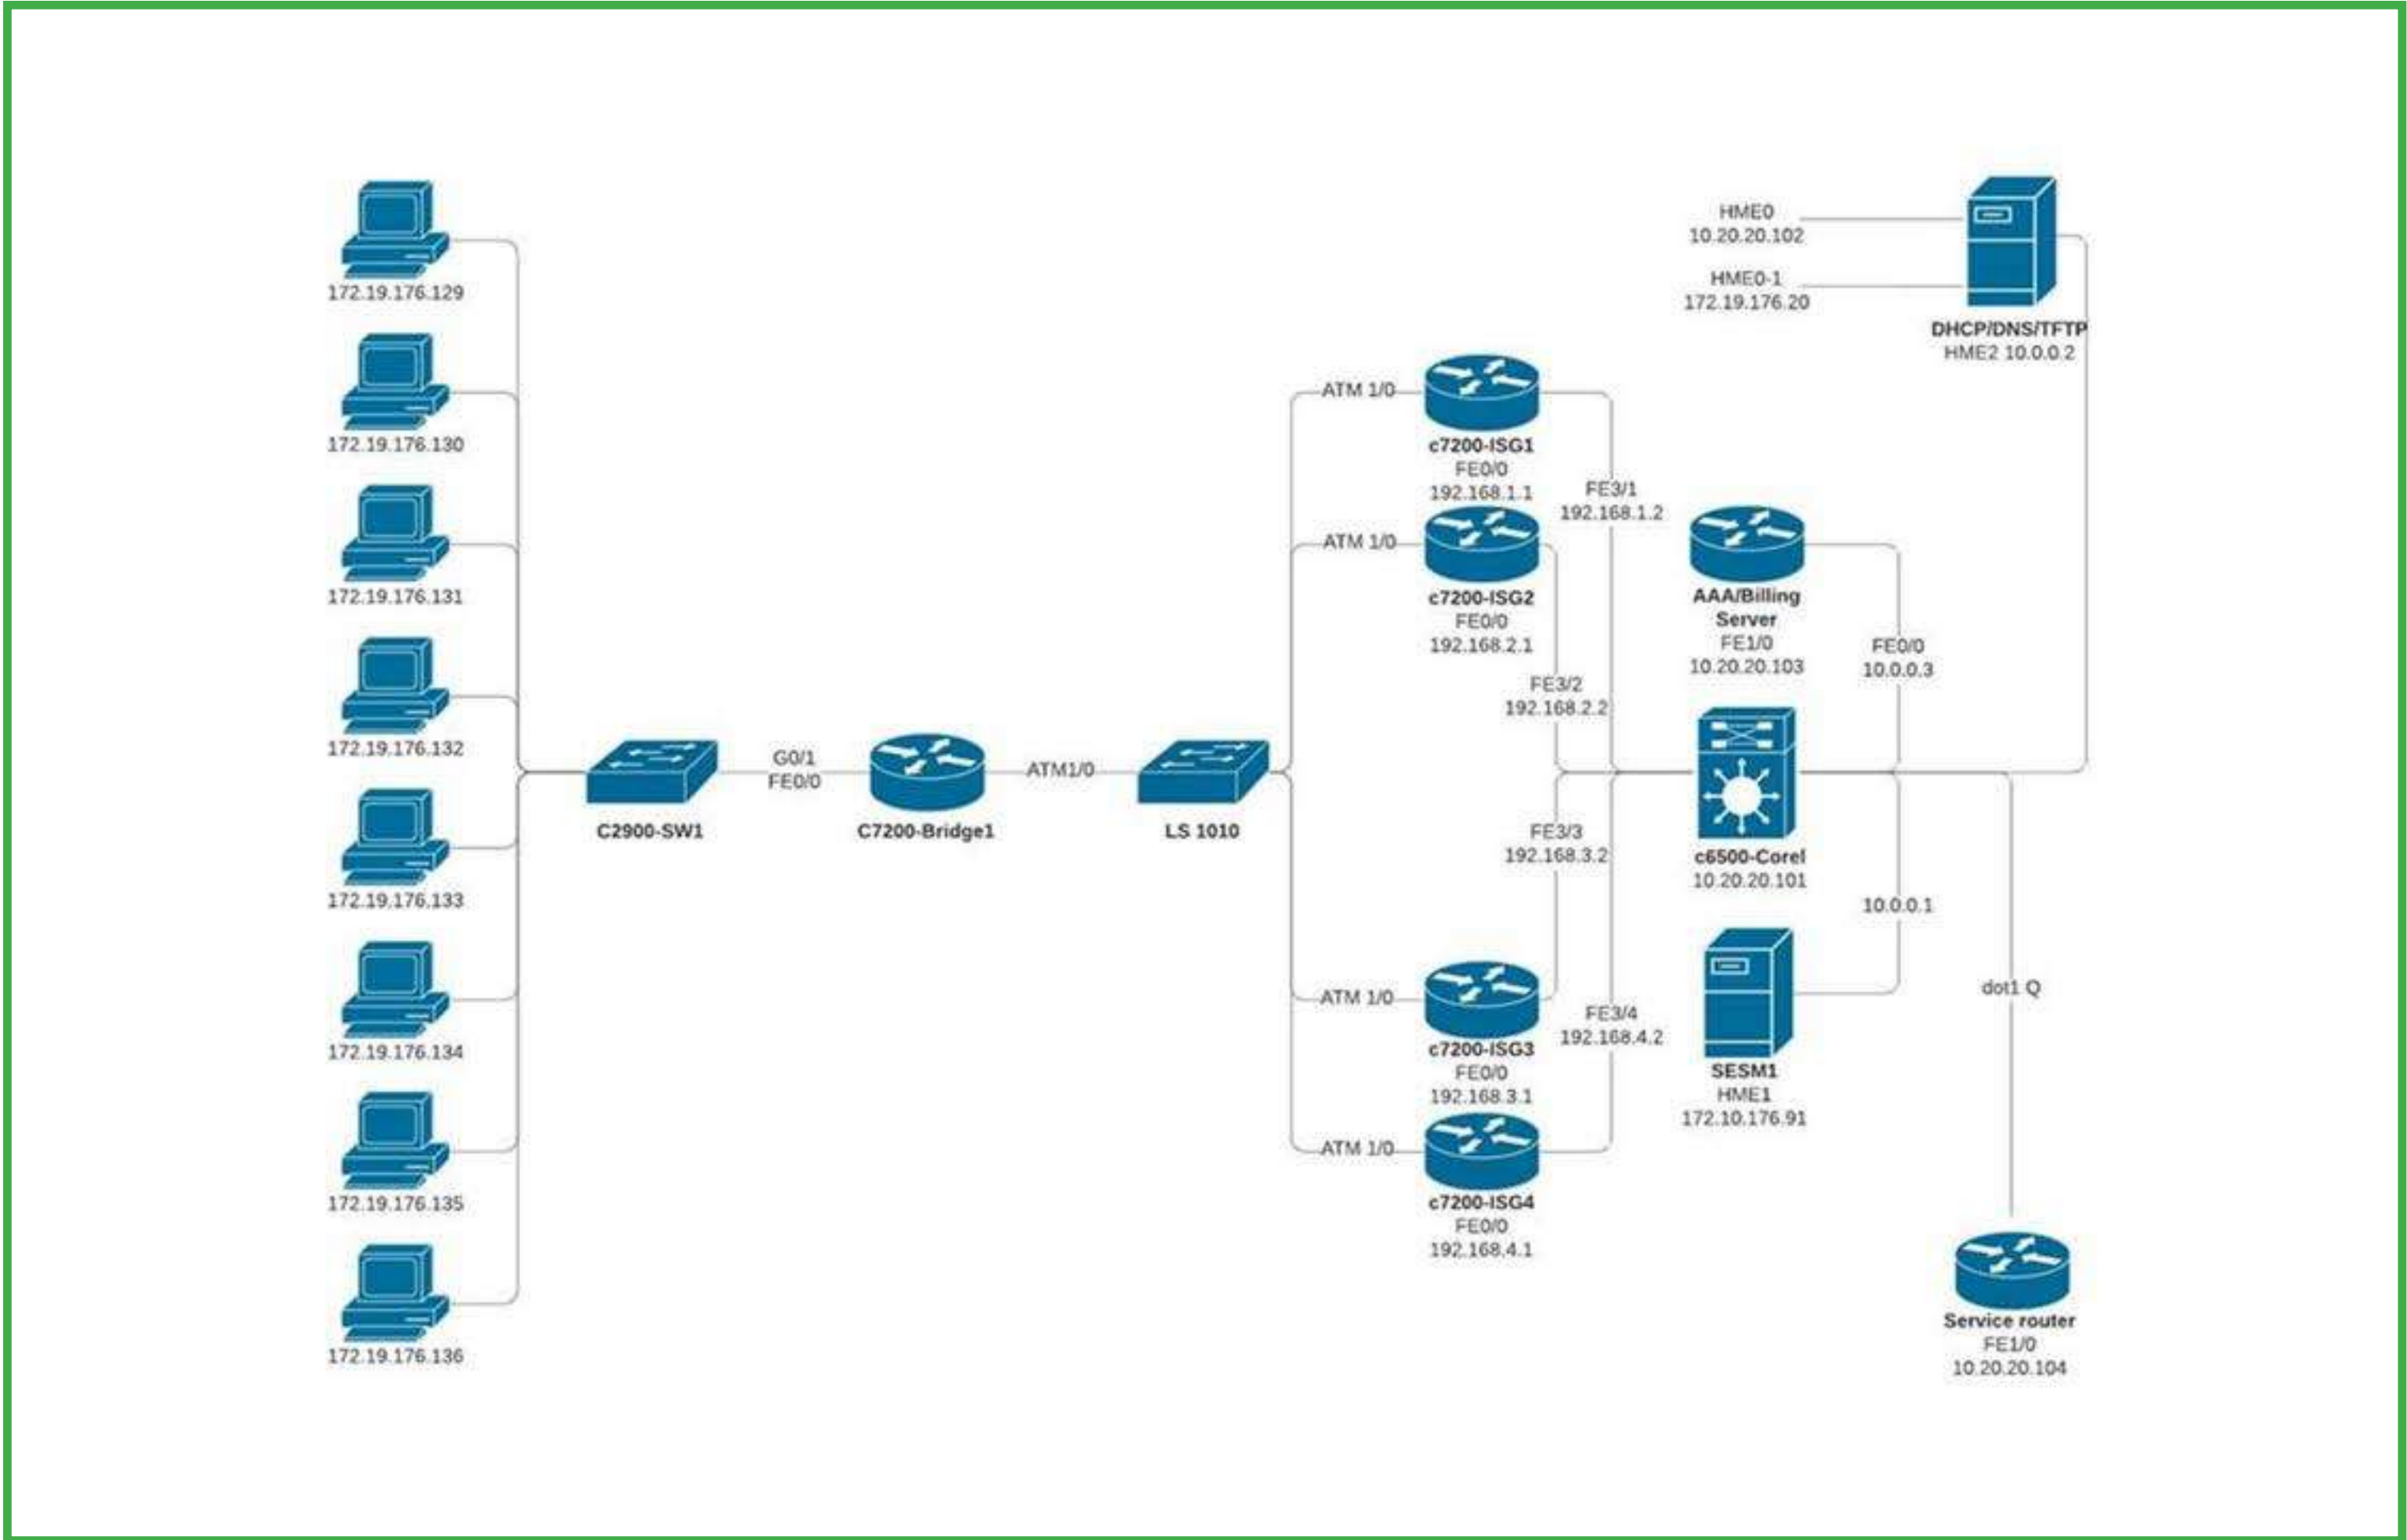 172.19.176.129
172.19.176.130
172.19.176.131
172.19.176.132
172.19.176.133
172.19.176.134
172.19.176.135
172.19.176.136
C2900-SW1
G0/1
FE0/0
C7200-Bridge1
ATM1/0
LS 1010
ATM 1/0
ATM 1/0
ATM 1/0
ATM 1/0
c7200-ISG1
FE0/0
192.168.1.1
c7200-ISG2
FE0/0
192.168.2.1
c7200-ISG3
FE0/0
192.168.3.1
c7200-ISG4
FE0/0
192.168.4.1
FE3/1
192.168.1.2
FE3/2
192.168.2.2
FE3/3
192.168.3.2
FE3/4
192.168.4.2
HME0
10.20.20.102
HME0-1
172.19.176.20
DHCP/DNS/TFTP
HME2 10.0.0.2
AAA/Billing
Server
FE1/0
10.20.20.103
FE0/0
10.0.0.3
c6500-Corel
10.20.20.101
10.0.0.1
SESM1
HME1
172.10.176.91
dot1 Q
Service router
FE1/0
10.20.20.104